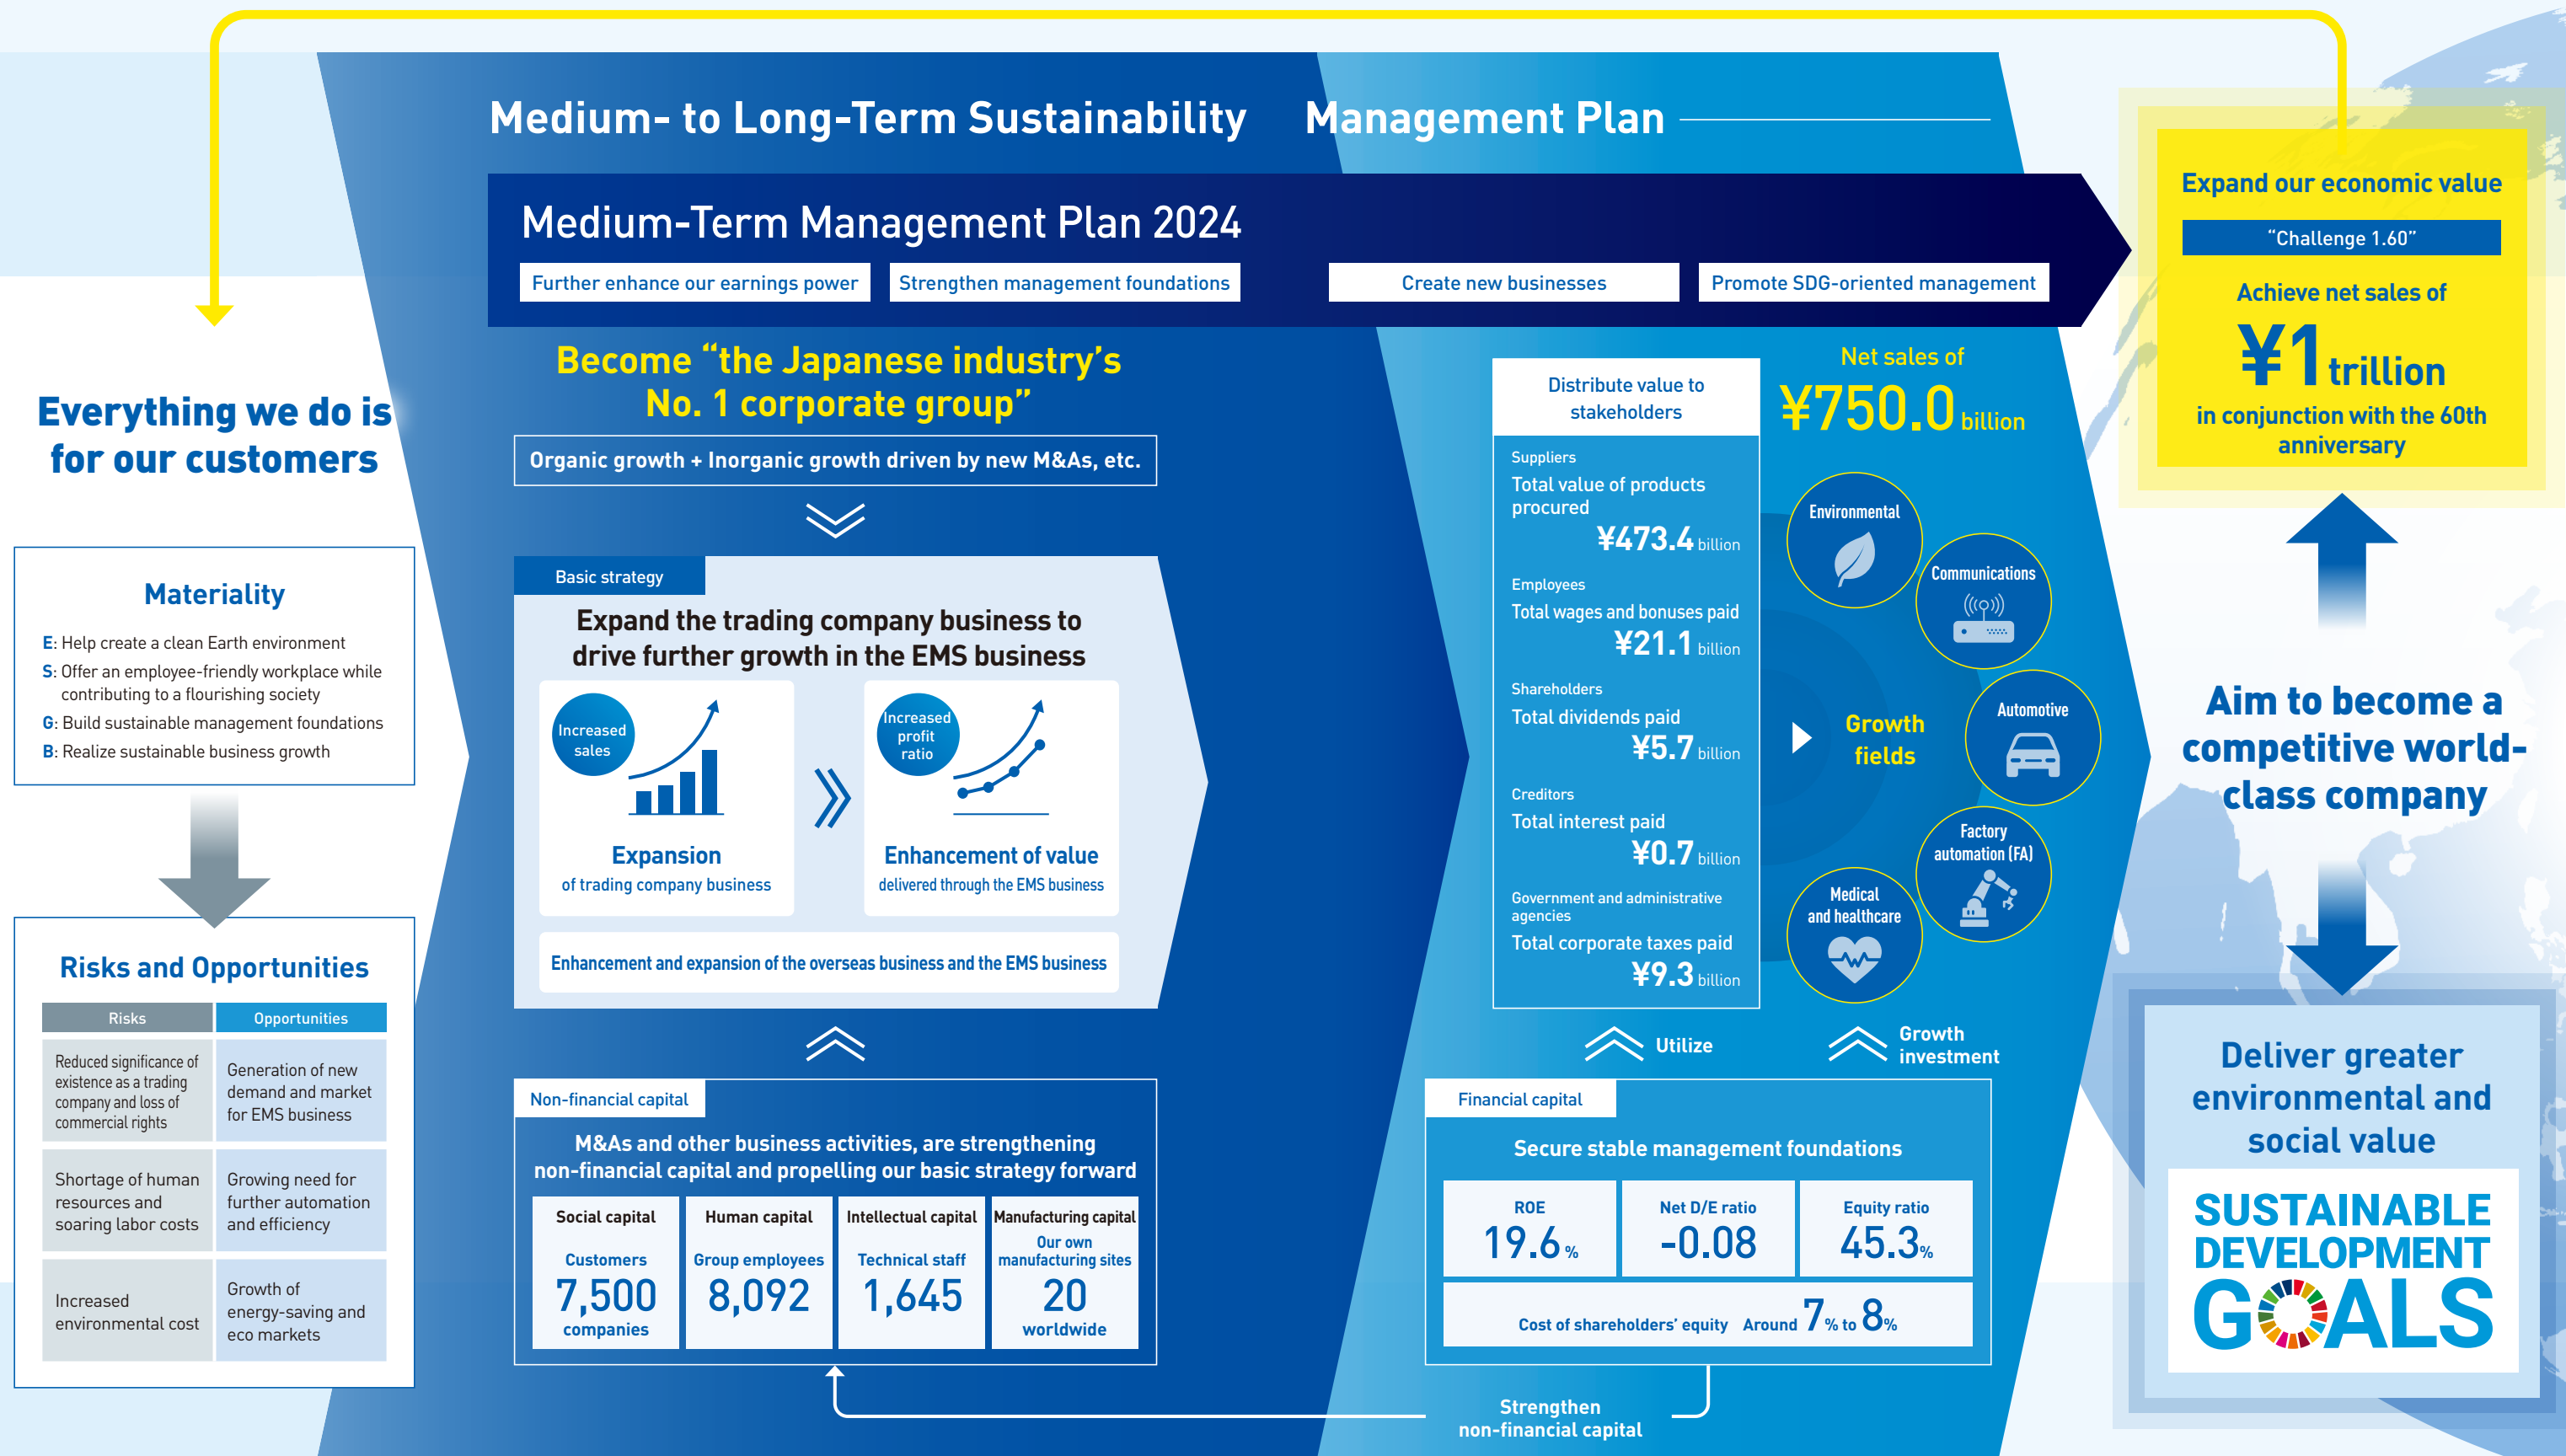 Medium- to Long-Term Sustainability Management Plan
Medium-Term Management Plan 2024
Further enhance our earnings power
Strengthen management foundations
Create new businesses
Promote SDG-oriented management
Everything we do is
for our customers
Materiality
E: Help create a clean Earth environment
S: Offer an employee-friendly workplace while
contributing to a flourishing society
G: Build sustainable management foundations
B: Realize sustainable business growth
Risks and Opportunities
Risks
Opportunities
Reduced significance of
existence as a trading
company and loss of
commercial rights
Generation of new
demand and market
for EMS business
Shortage of human
resources and
soaring labor costs
Growing need for
further automation
and efficiency
Increased
environmental cost
Growth of
energy-saving and
eco markets
Become “the Japanese industry’s
No. 1 corporate group”
Organic growth + Inorganic growth driven by new M&As, etc.
Basic strategy
Expand the trading company business to
drive further growth in the EMS business
Increased
sales
Expansion
of trading company business
Increased
profit
ratio
Enhancement of value
delivered through the EMS business
Enhancement and expansion of the overseas business and the EMS business
Non-financial capital
M&As and other business activities, are strengthening
non-financial capital and propelling our basic strategy forward
Social capital
Customers
7,500
companies
Human capital
Group employees
8,092
Intellectual capital
Technical staff
1,645
Manufacturing capital
Our own
manufacturing sites
20
worldwide
Distribute value to
stakeholders
Suppliers
Total value of products
procured
¥473.4 billion
Employees
Total wages and bonuses paid
¥21.1 billion
Shareholders
Total dividends paid
¥5.7 billion
Creditors
Total interest paid
¥0.7 billion
Government and administrative
agencies
Total corporate taxes paid
¥9.3 billion
Net sales of
¥750.0 billion
Growth
fields
Environmental
Communications
Automotive
Factory
automation (FA)
Medical
and healthcare
Utilize
Growth
investment
Financial capital
Secure stable management foundations
ROE
19.6 %
Net D/E ratio
-0.08
Equity ratio
45.3%
Cost of shareholders’ equity Around 7% to 8%
Strengthen
non-financial capital
Expand our economic value
“Challenge 1.60”
Achieve net sales of
¥1 trillion
in conjunction with the 60th
anniversary
Aim to become a
competitive world-
class company
Deliver greater
environmental and
social value
SUSTAINABLE
DEVELOPMENT
GOALS